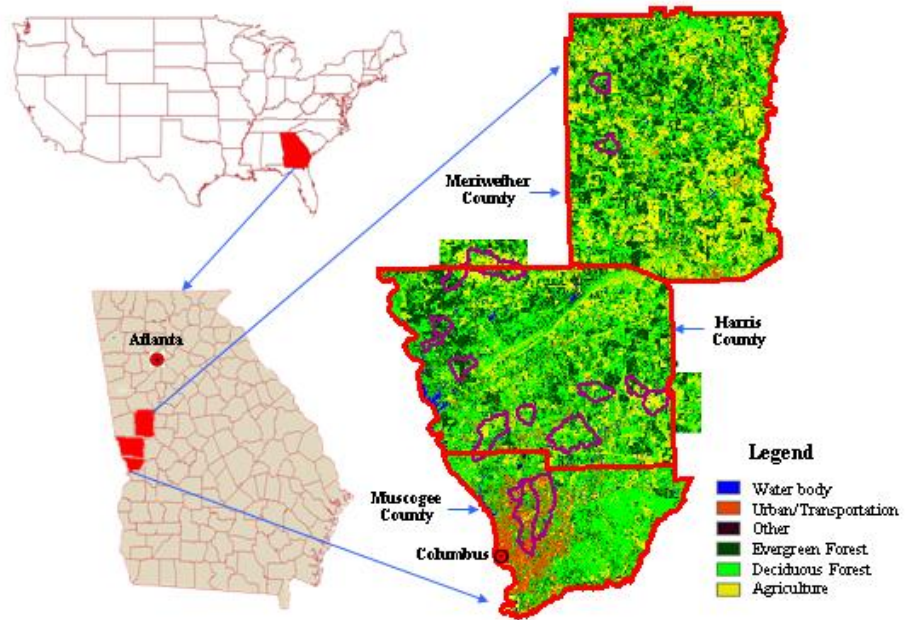 Meriwether
County
Atlanta
Harris
County
Muscogee
County
Columbus
Legend
Water body
Urban/Transportation
Other
Evergreen Forest
Deciduous Forest
Agriculture